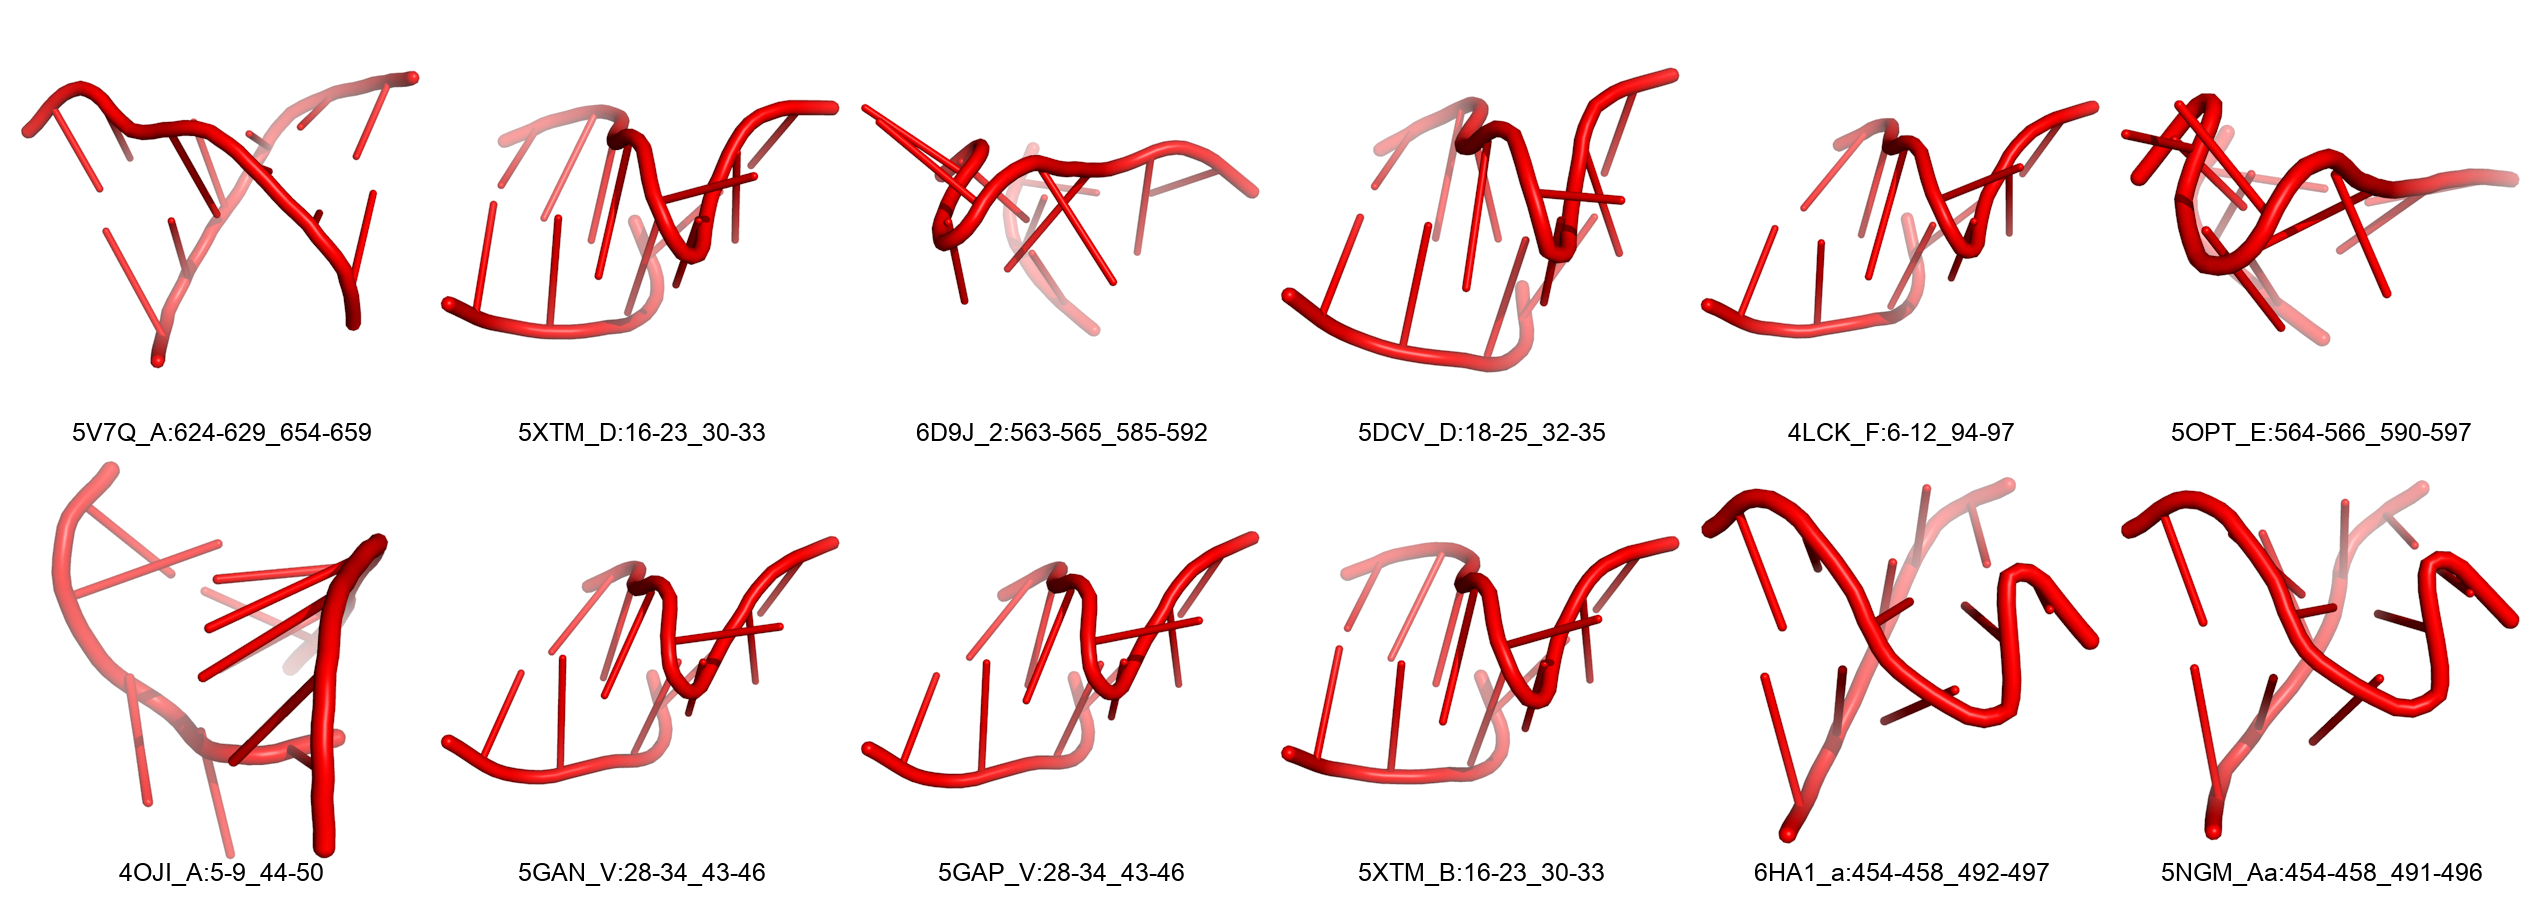 5V7Q_A:624-629_654-659
5XTM_D:16-23_30-33
6D9J_2:563-565_585-592
5DCV_D:18-25_32-35
4LCK_F:6-12_94-97
5OPT_E:564-566_590-597
4OJI_A:5-9_44-50
5GAN_V:28-34_43-46
5GAP_V:28-34_43-46
5XTM_B:16-23_30-33
6HA1_a:454-458_492-497
5NGM_Aa:454-458_491-496